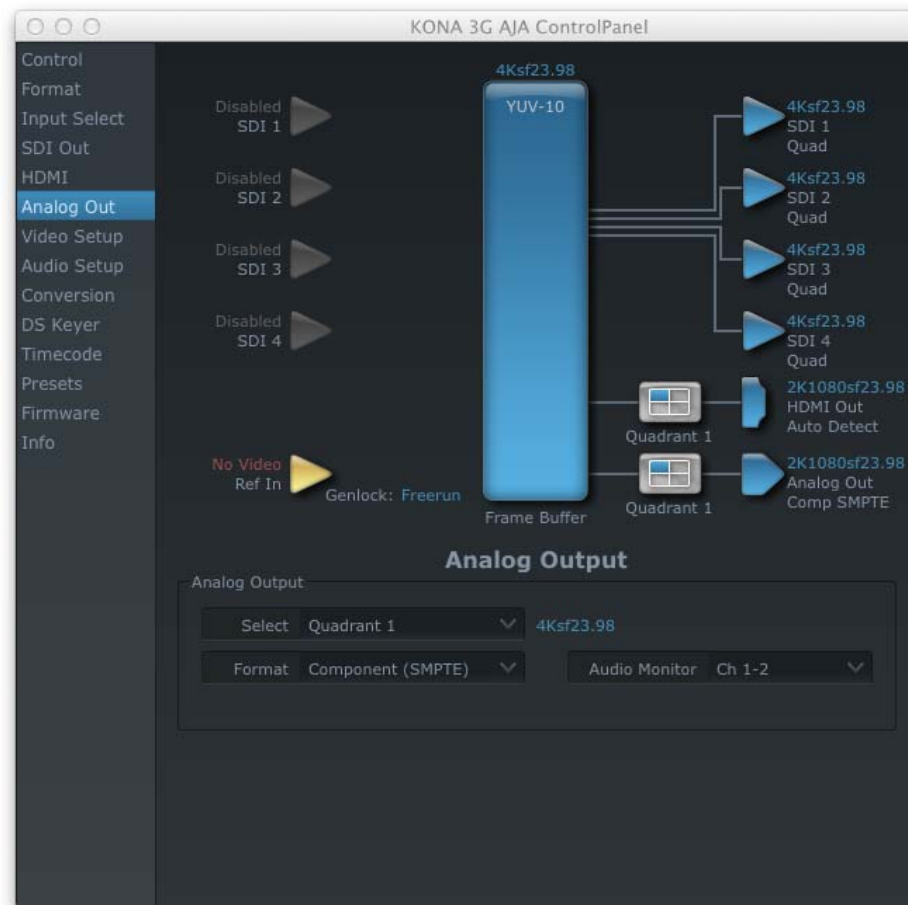 KONA 3G AJA ControlPanel
Control
Format
Input Select
SDI Out
HDMI
Analog Out
Video Setup
Audio Setup
Conversion
DS Keyer
Timecode
Presets
Firmware
Info
4Ksf23.98
YUV-10
Disabled
SDI 1
Disabled
SDI 2
Disabled
SDI 3
Disabled
SDI 4
No Video
Ref In
Genlock: Freerun
Frame Buffer
4Ksf23.98
SDI 1
Quad
4Ksf23.98
SDI 2
Quad
4Ksf23.98
SDI 3
Quad
4Ksf23.98
SDI 4
Quad
Quadrant 1
2K1080sf23.98
HDMI Out
Auto Detect
Quadrant 1
2K1080sf23.98
Analog Out
Comp SMPTE
Analog Output
Analog Output
Select Quadrant 1 4Ksf23.98
Format Component (SMPTE) Audio Monitor Ch 1-2